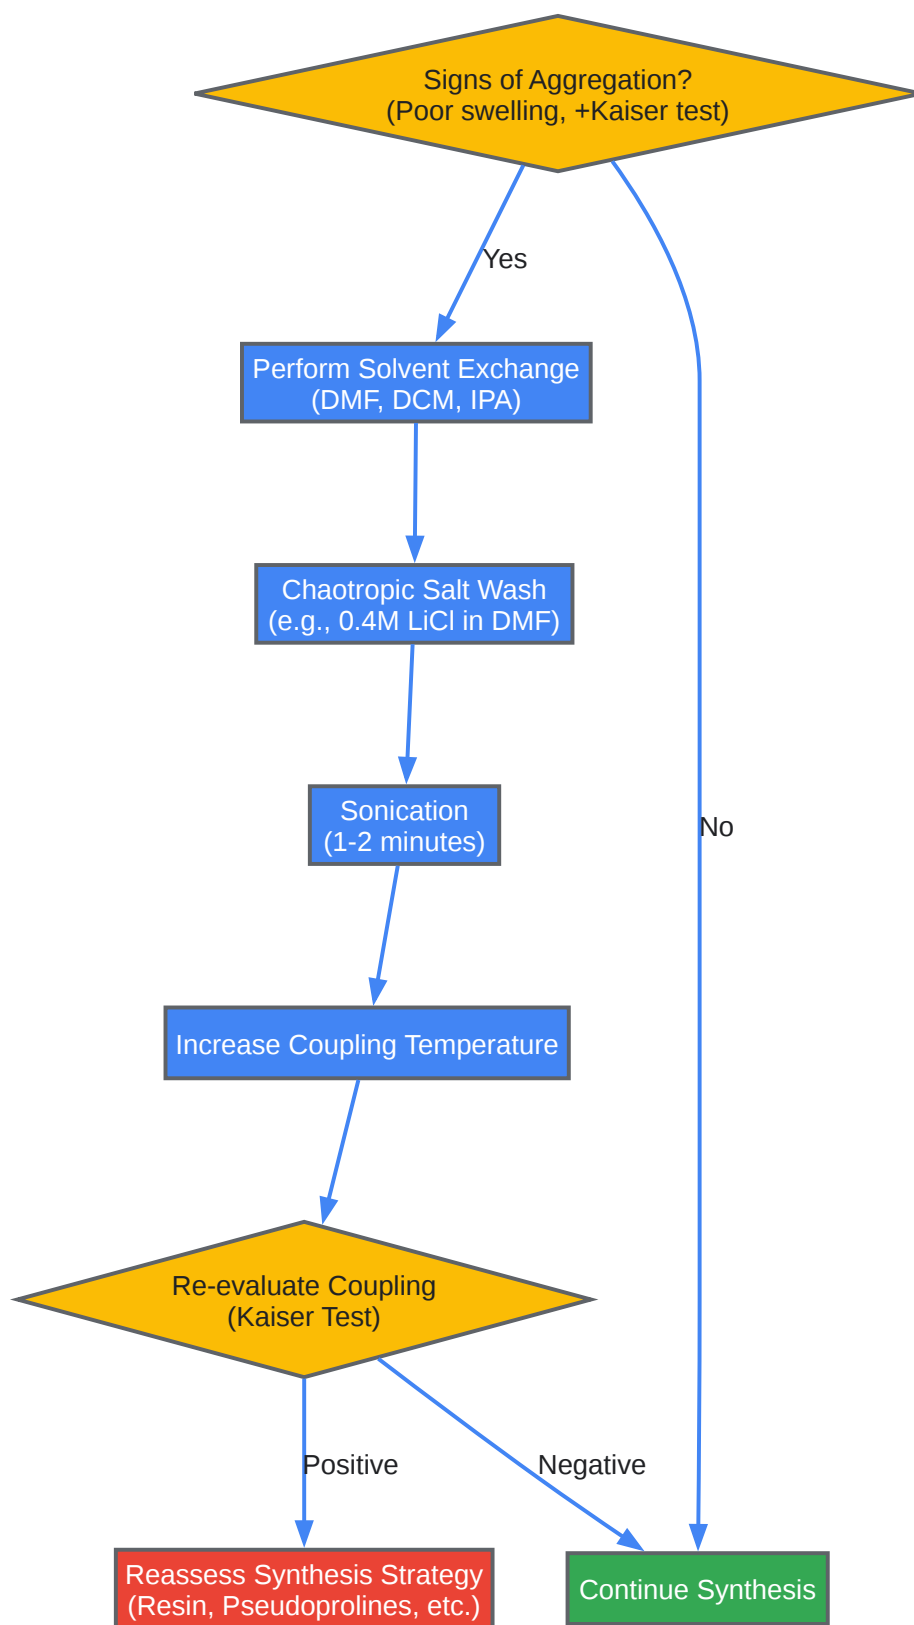 Signs of Aggregation?
(Poor swelling, +Kaiser test)
Yes
Perform Solvent Exchange
(DMF, DCM, IPA)
Chaotropic Salt Wash
(e.g., 0.4M LiCl in DMF)
Sonication
(1-2 minutes)
No
Increase Coupling Temperature
Re-evaluate Coupling
(Kaiser Test)
Positive
Negative
Reassess Synthesis Strategy
(Resin, Pseudoprolines, etc.)
Continue Synthesis